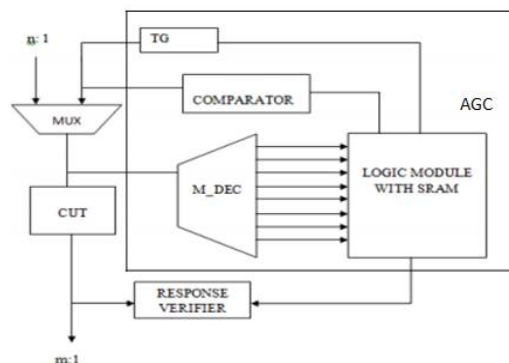 n: 1
TG
COMPARATOR
AGC
MUX
M_DEC
LOGIC MODULE
WITH SRAM
CUT
RESPONSE
VERIFIER
m:1